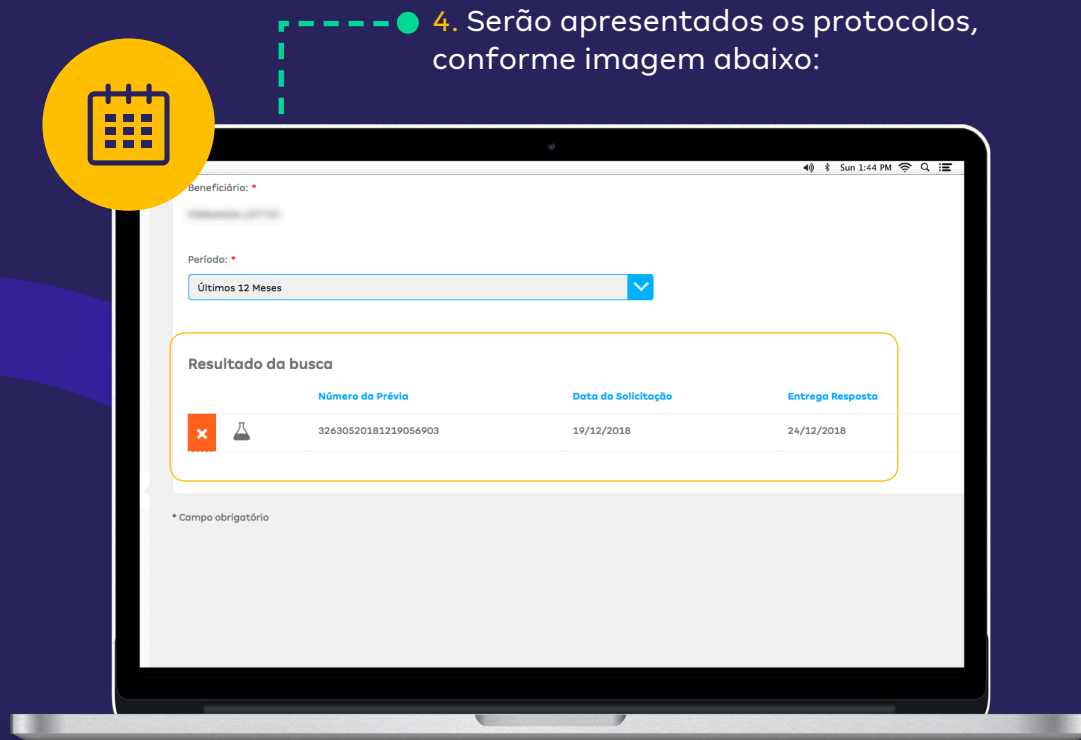 4. Serão apresentados os protocolos,
conforme imagem abaixo:
Sun 1:44 PM
Beneficiário: *
Período: *
Últimos 12 Meses
Resultado da busca
Número da Prévia Data da Solicitação Entrega Resposta
32630520181219056903 19/12/2018 24/12/2018
* Campo obrigatório